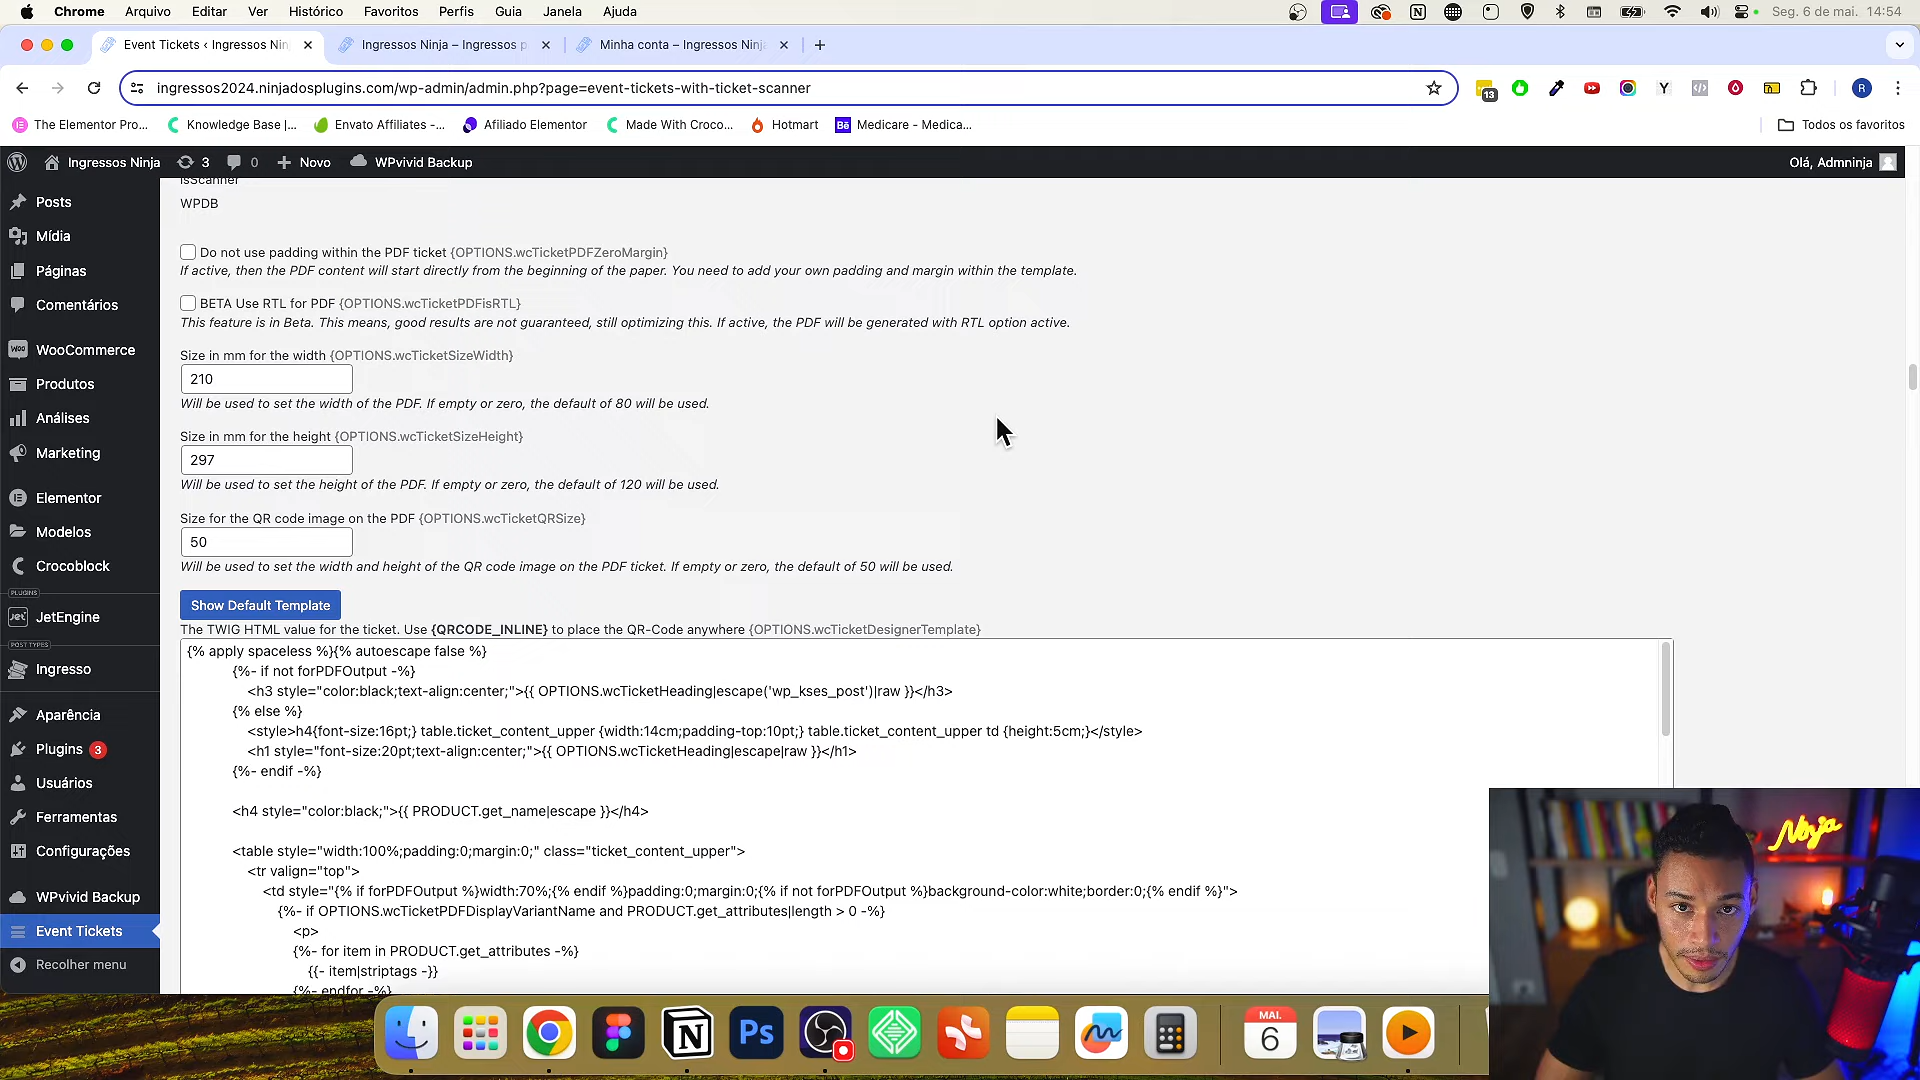 Chrome Arquivo Editar Ver Histórico Favoritos Perfis Guia Janela Ajuda Seg. 6 de mai. 14:54
Event Tickets ‹ Ingressos Nin Ingressos Ninja – Ingressos p Minha conta – Ingressos Ninj
ingressos2024.ninjadosplugins.com/wp-admin/admin.php?page=event-tickets-with-ticket-scanner 13 R
The Elementor Pro... Knowledge Base |... Envato Affiliates -... Afiliado Elementor Made With Croco... Hotmart Bē Medicare - Medica... Todos os favoritos
Ingressos Ninja 3 0 Novo WPvivid Backup Olá, Admninja
Posts
Mídia
Páginas
Comentários
WooCommerce
Produtos
Análises
Marketing
Elementor
Modelos
Crocoblock
PLUGINS
JetEngine
POST TYPES
Ingresso
Aparência
Plugins 3
Usuários
Ferramentas
Configurações
WPvivid Backup
Event Tickets
Recolher menu
isScanner
WPDB
Do not use padding within the PDF ticket {OPTIONS.wcTicketPDFZeroMargin}
If active, then the PDF content will start directly from the beginning of the paper. You need to add your own padding and margin within the template.
BETA Use RTL for PDF {OPTIONS.wcTicketPDFisRTL}
This feature is in Beta. This means, good results are not guaranteed, still optimizing this. If active, the PDF will be generated with RTL option active.
Size in mm for the width {OPTIONS.wcTicketSizeWidth}
210
Will be used to set the width of the PDF. If empty or zero, the default of 80 will be used.
Size in mm for the height {OPTIONS.wcTicketSizeHeight}
297
Will be used to set the height of the PDF. If empty or zero, the default of 120 will be used.
Size for the QR code image on the PDF {OPTIONS.wcTicketQRSize}
50
Will be used to set the width and height of the QR code image on the PDF ticket. If empty or zero, the default of 50 will be used.
Show Default Template
The TWIG HTML value for the ticket. Use {QRCODE_INLINE} to place the QR-Code anywhere {OPTIONS.wcTicketDesignerTemplate}
{% apply spaceless %}{% autoescape false %}
{%- if not forPDFOutput -%}
<h3 style="color:black;text-align:center;">{{ OPTIONS.wcTicketHeading|escape('wp_kses_post')|raw }}</h3>
{% else %}
<style>h4{font-size:16pt;} table.ticket_content_upper {width:14cm;padding-top:10pt;} table.ticket_content_upper td {height:5cm;}</style>
<h1 style="font-size:20pt;text-align:center;">{{ OPTIONS.wcTicketHeading|escape|raw }}</h1>
{%- endif -%}
<h4 style="color:black;">{{ PRODUCT.get_name|escape }}</h4>
<table style="width:100%;padding:0;margin:0;" class="ticket_content_upper">
<tr valign="top">
<td style="{% if forPDFOutput %}width:70%;{% endif %}padding:0;margin:0;{% if not forPDFOutput %}background-color:white;border:0;{% endif %}">
{%- if OPTIONS.wcTicketPDFDisplayVariantName and PRODUCT.get_attributes|length > 0 -%}
<p>
{%- for item in PRODUCT.get_attributes -%}
{{- item|striptags -}}
{%- endfor -%}
Ninja
Ps
MAI.
6